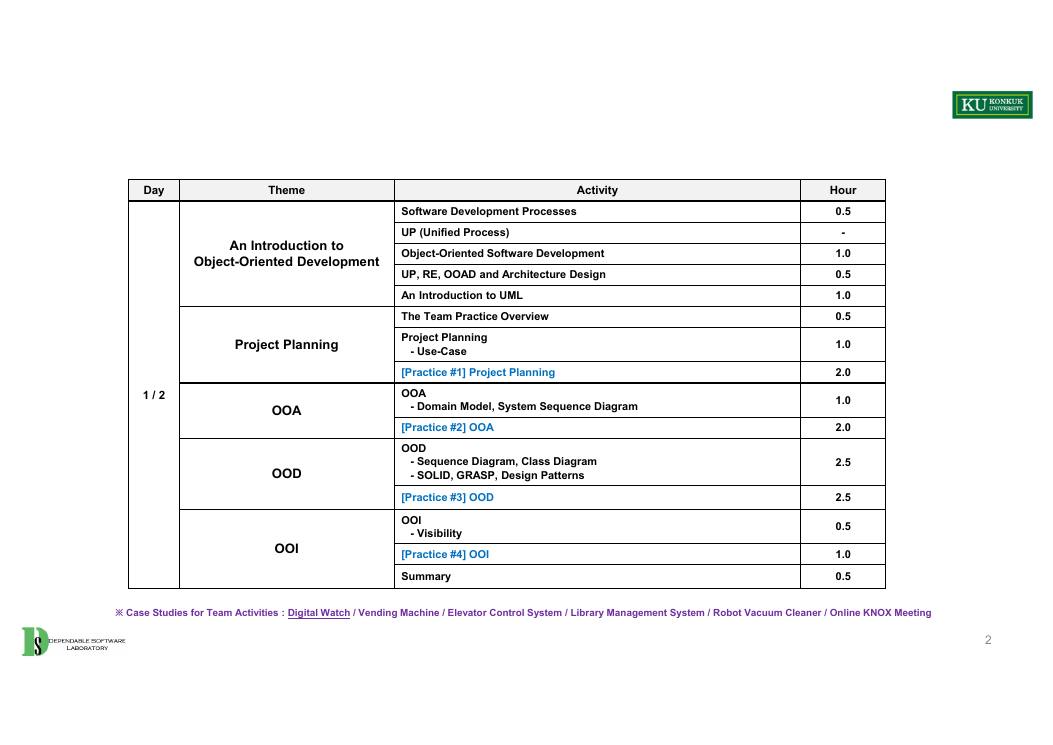 KU KONKUK
UNIVERSITY
Day Theme Activity Hour
1 / 2
An Introduction to
Object-Oriented Development
Software Development Processes 0.5
UP (Unified Process) -
Object-Oriented Software Development 1.0
UP, RE, OOAD and Architecture Design 0.5
An Introduction to UML 1.0
Project Planning
The Team Practice Overview 0.5
Project Planning
- Use-Case
1.0
[Practice #1] Project Planning 2.0
OOA
OOA
- Domain Model, System Sequence Diagram
1.0
[Practice #2] OOA 2.0
OOD
OOD
- Sequence Diagram, Class Diagram
- SOLID, GRASP, Design Patterns
2.5
[Practice #3] OOD 2.5
OOI
OOI
- Visibility
0.5
[Practice #4] OOI 1.0
Summary 0.5
※ Case Studies for Team Activities : Digital Watch / Vending Machine / Elevator Control System / Library Management System / Robot Vacuum Cleaner / Online KNOX Meeting
DS
DEPENDABLE SOFTWARE
LABORATORY
2